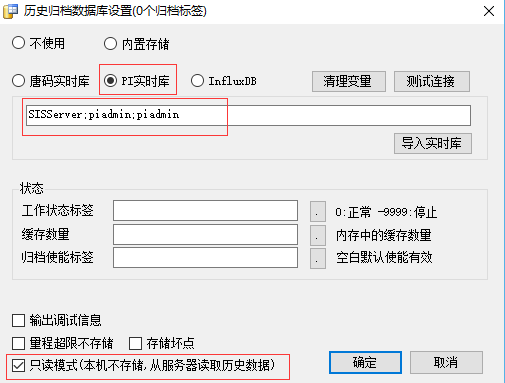 历史归档数据库设置(0个归档标签)
不使用 内置存储
唐码实时库 PI实时库 InfluxDB 清理变量 测试连接
SISServer;piadmin;piadmin
导入实时库
状态
工作状态标签 . 0:正常 -9999:停止
缓存数量 . 内存中的缓存数量
归档使能标签 . 空白默认使能有效
输出调试信息
量程超限不存储 存储坏点
只读模式(本机不存储,从服务器读取历史数据) 确定 取消